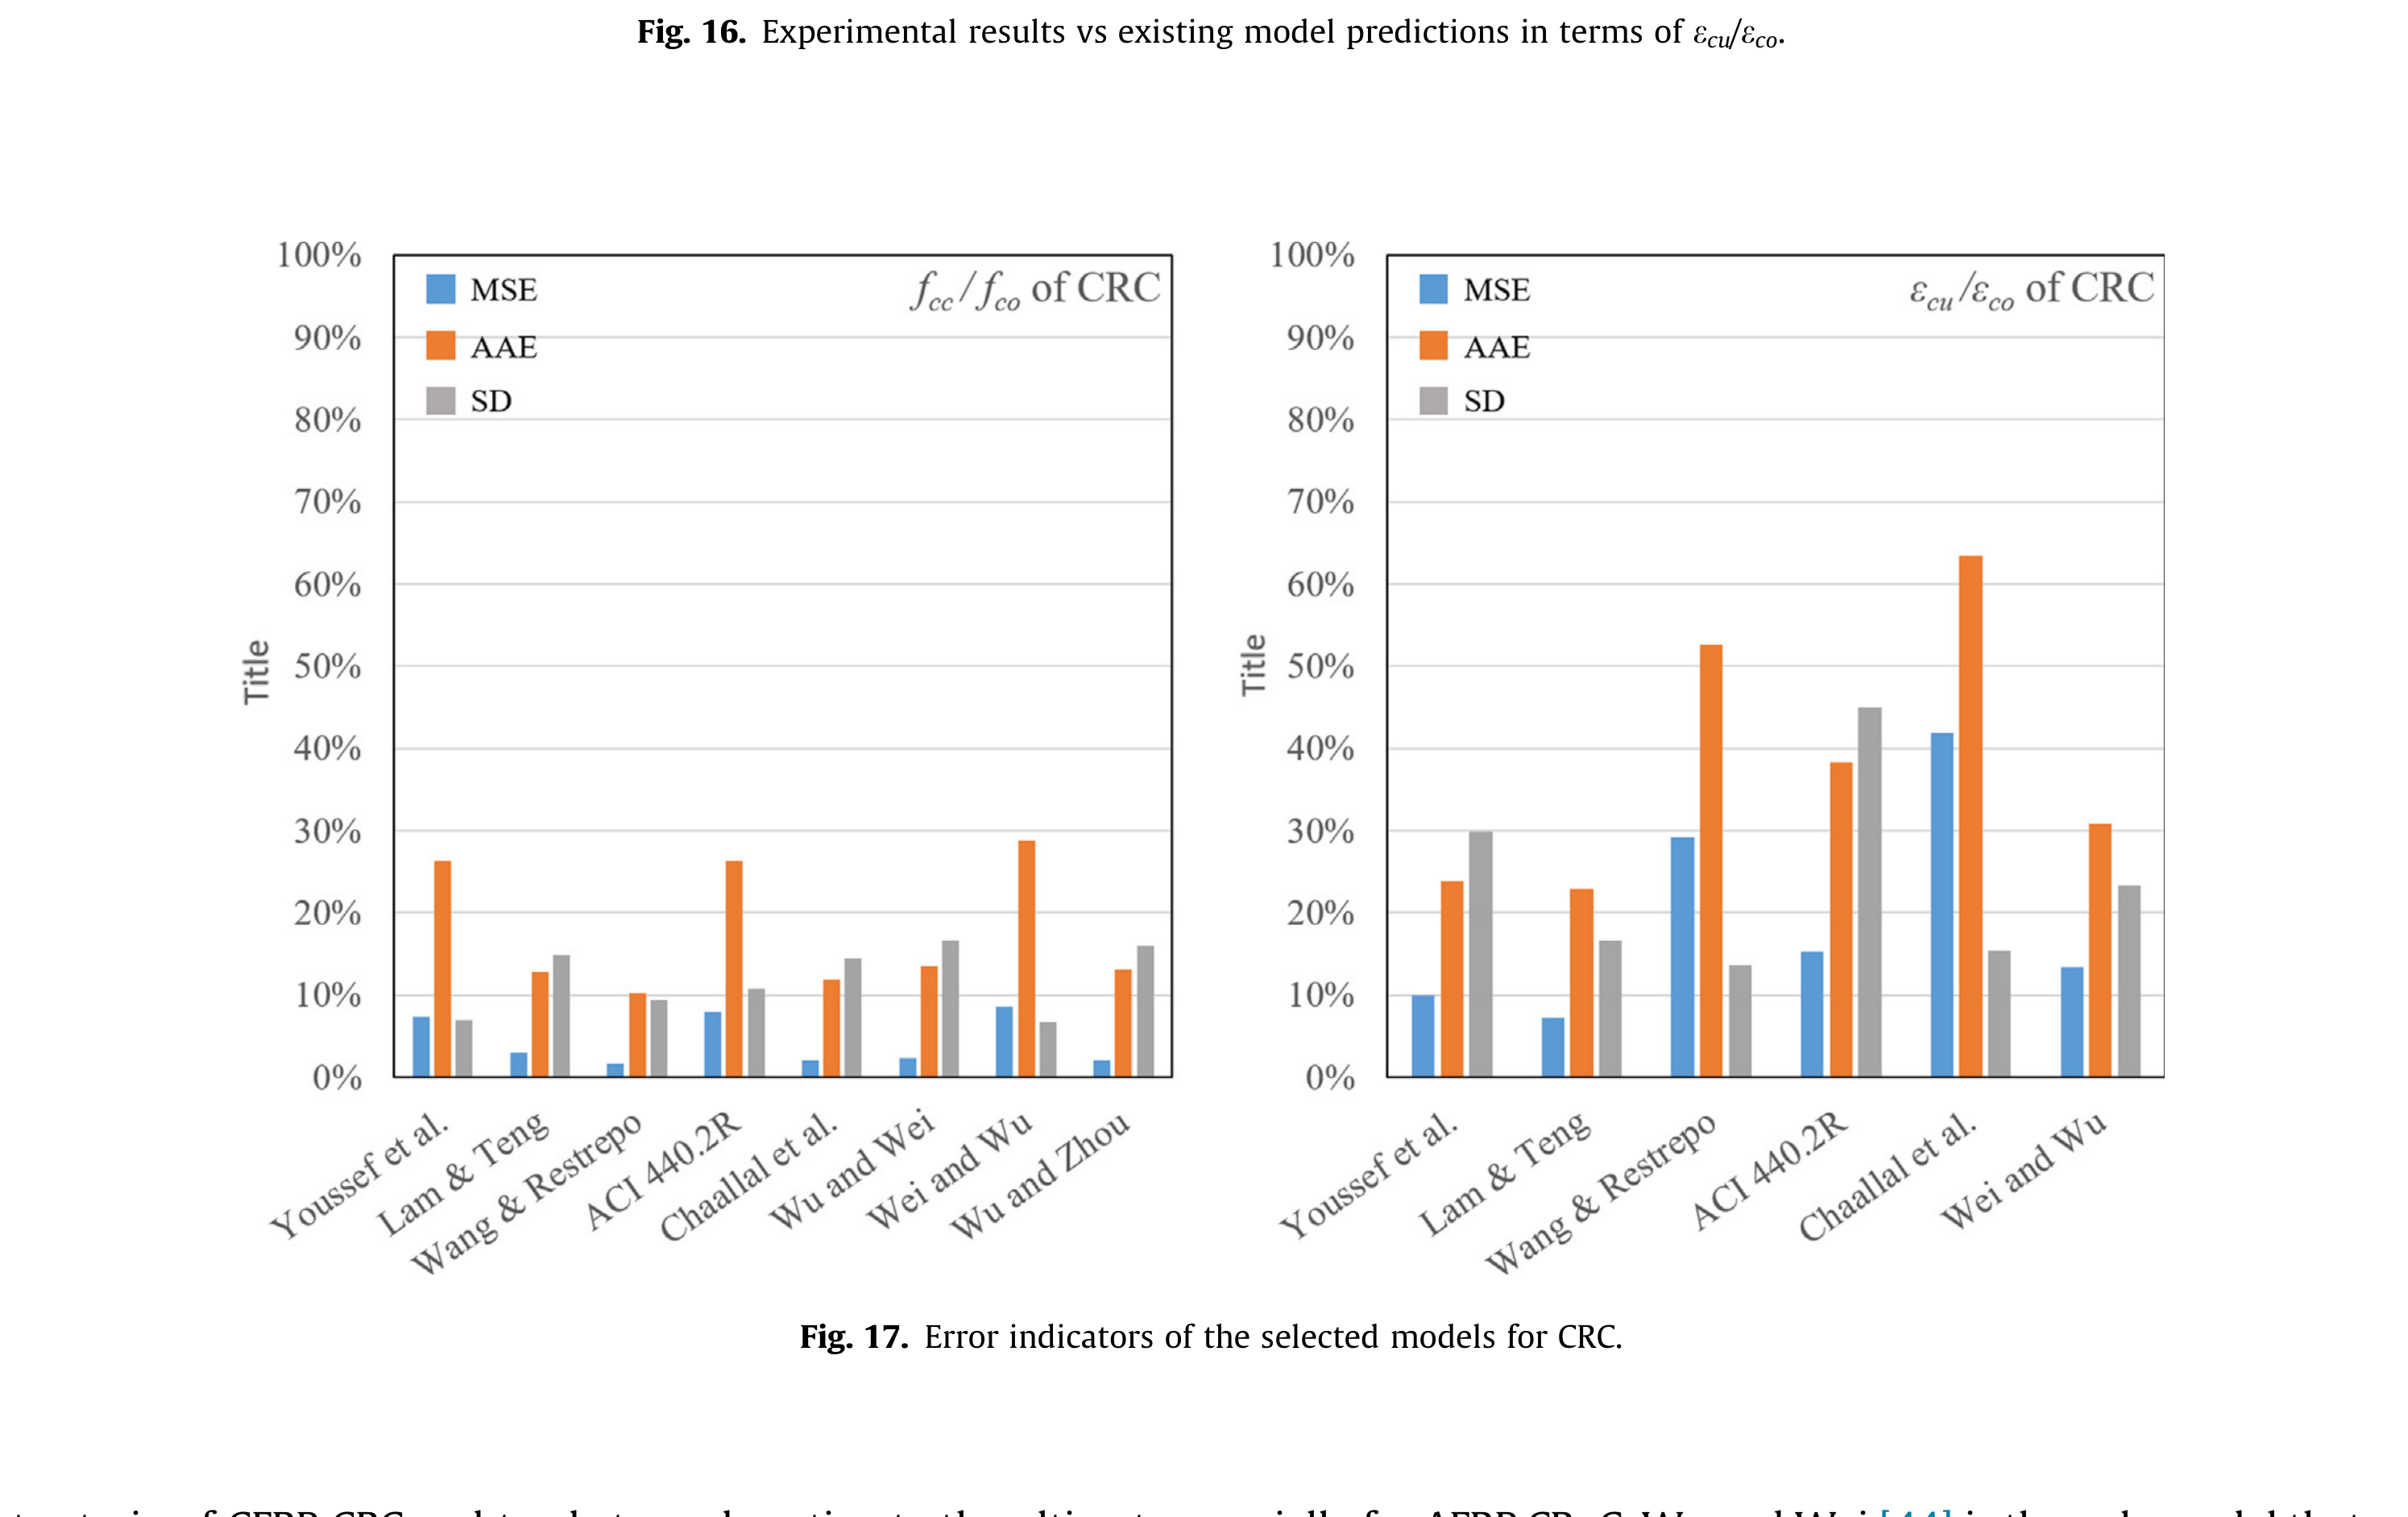 Fig. 16. Experimental results vs existing model predictions in terms of εcu/εco.
100%
90%
80%
70%
60%
50%
40%
30%
20%
10%
0%
Title
MSE
AAE
SD
fcc/fco of CRC
Youssef et al.
Lam & Teng
Wang & Restrepo
ACI 440.2R
Chaallal et al.
Wu and Wei
Wei and Wu
Wu and Zhou
100%
90%
80%
70%
60%
50%
40%
30%
20%
10%
0%
Title
MSE
AAE
SD
εcu/εco of CRC
Youssef et al.
Lam & Teng
Wang & Restrepo
ACI 440.2R
Chaallal et al.
Wei and Wu
Fig. 17. Error indicators of the selected models for CRC.